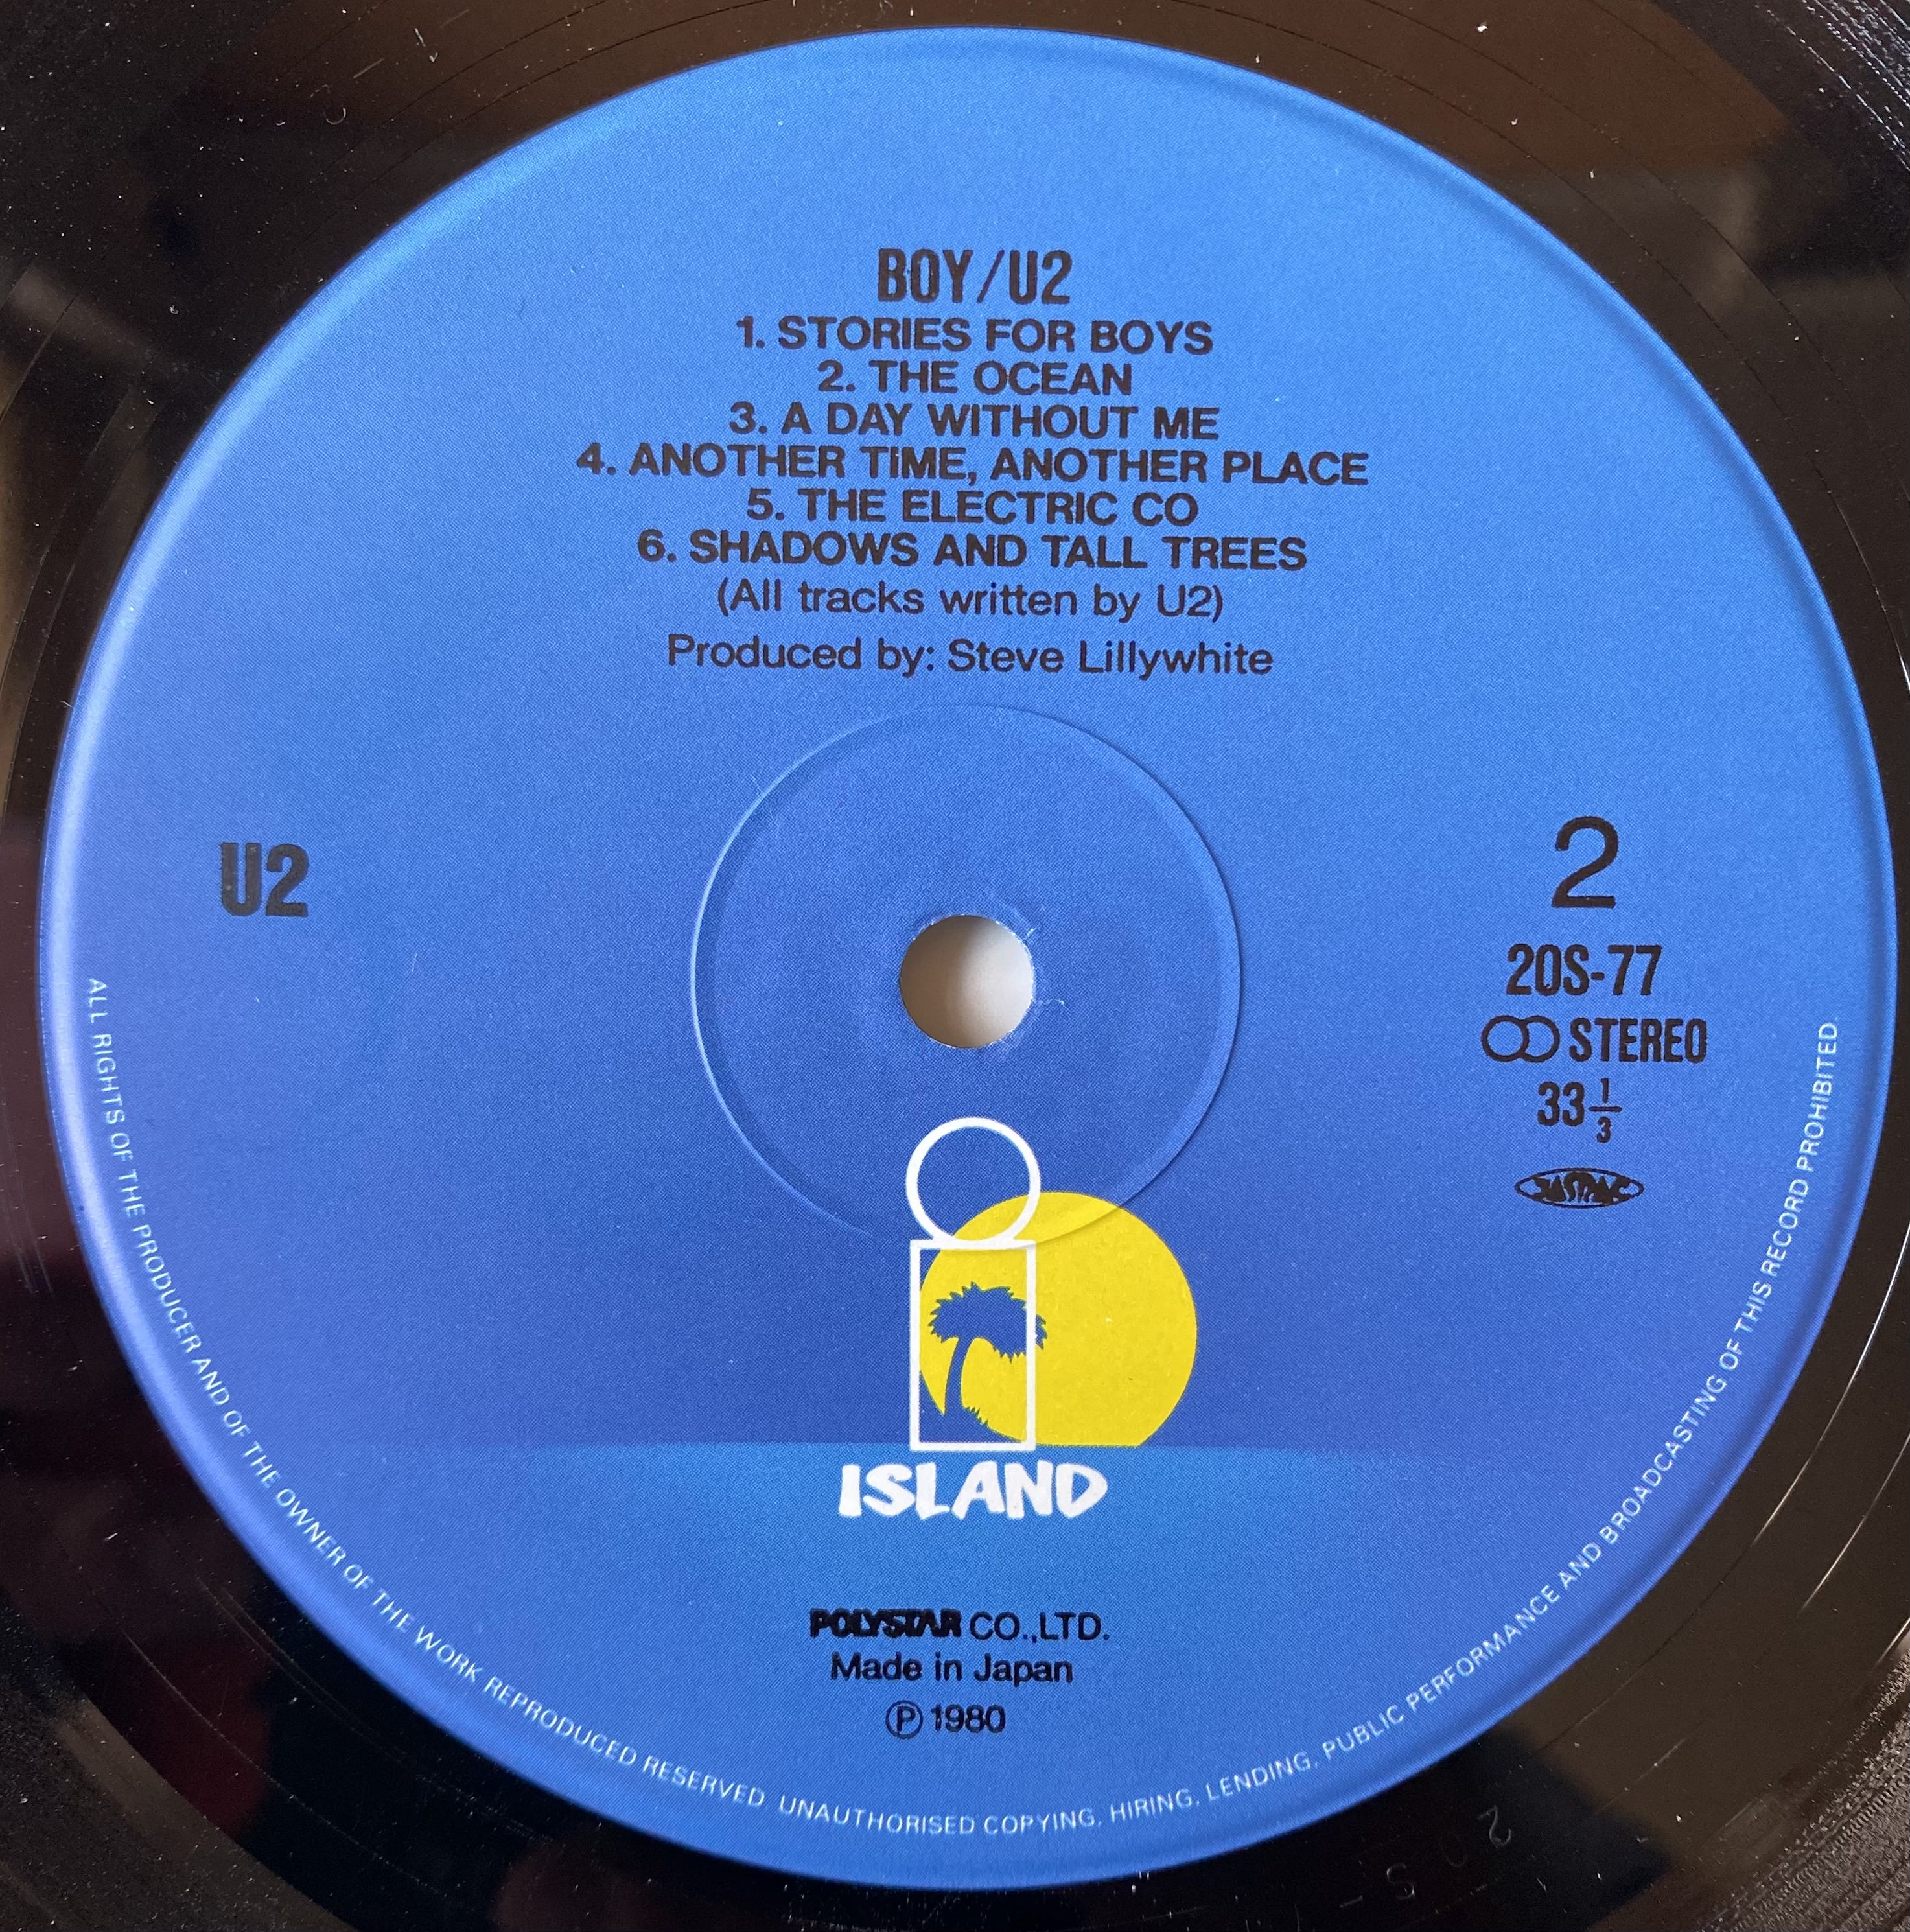 BOY/U2
1. STORIES FOR BOYS
2. THE OCEAN
3. A DAY WITHOUT ME
4. ANOTHER TIME, ANOTHER PLACE
5. THE ELECTRIC CO
6. SHADOWS AND TALL TREES
(All tracks written by U2)
Produced by: Steve Lillywhite
U2
2
20S-77
STEREO
33 1/3
JASRAC
ISLAND
POLYSTAR CO.,LTD.
Made in Japan
Ⓟ 1980
ALL RIGHTS OF THE PRODUCER AND OF THE OWNER OF THE WORK REPRODUCED RESERVED. UNAUTHORISED COPYING, HIRING, LENDING, PUBLIC PERFORMANCE AND BROADCASTING OF THIS RECORD PROHIBITED.
20S-